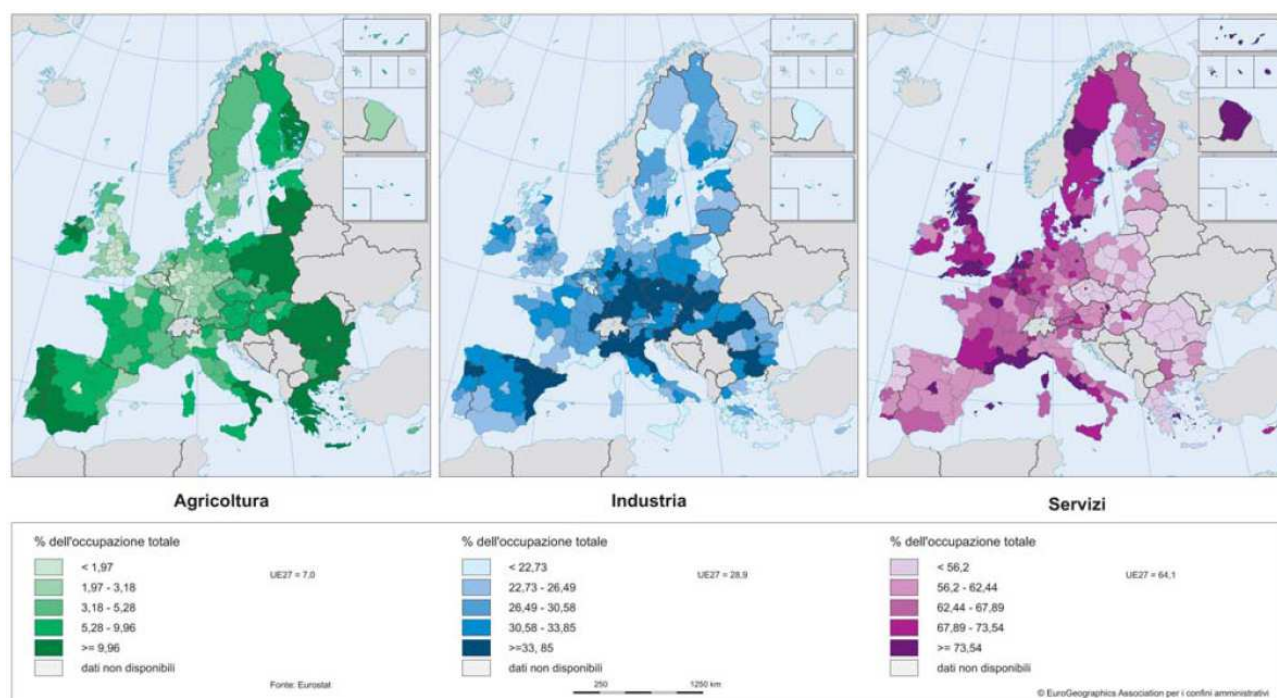 Agricoltura
Industria
Servizi
% dell'occupazione totale
< 1,97
1,97 - 3,18
3,18 - 5,28
5,28 - 9,96
>= 9,96
dati non disponibili
UE27 = 7,0
Fonte: Eurostat
% dell'occupazione totale
< 22,73
22,73 - 26,49
26,49 - 30,58
30,58 - 33,85
>=33, 85
dati non disponibili
UE27 = 28,9
250
1250 km
% dell'occupazione totale
< 56,2
56,2 - 62,44
62,44 - 67,89
67,89 - 73,54
>= 73,54
dati non disponibili
UE27 = 64,1
© EuroGeographics Association per i confini amministrativi